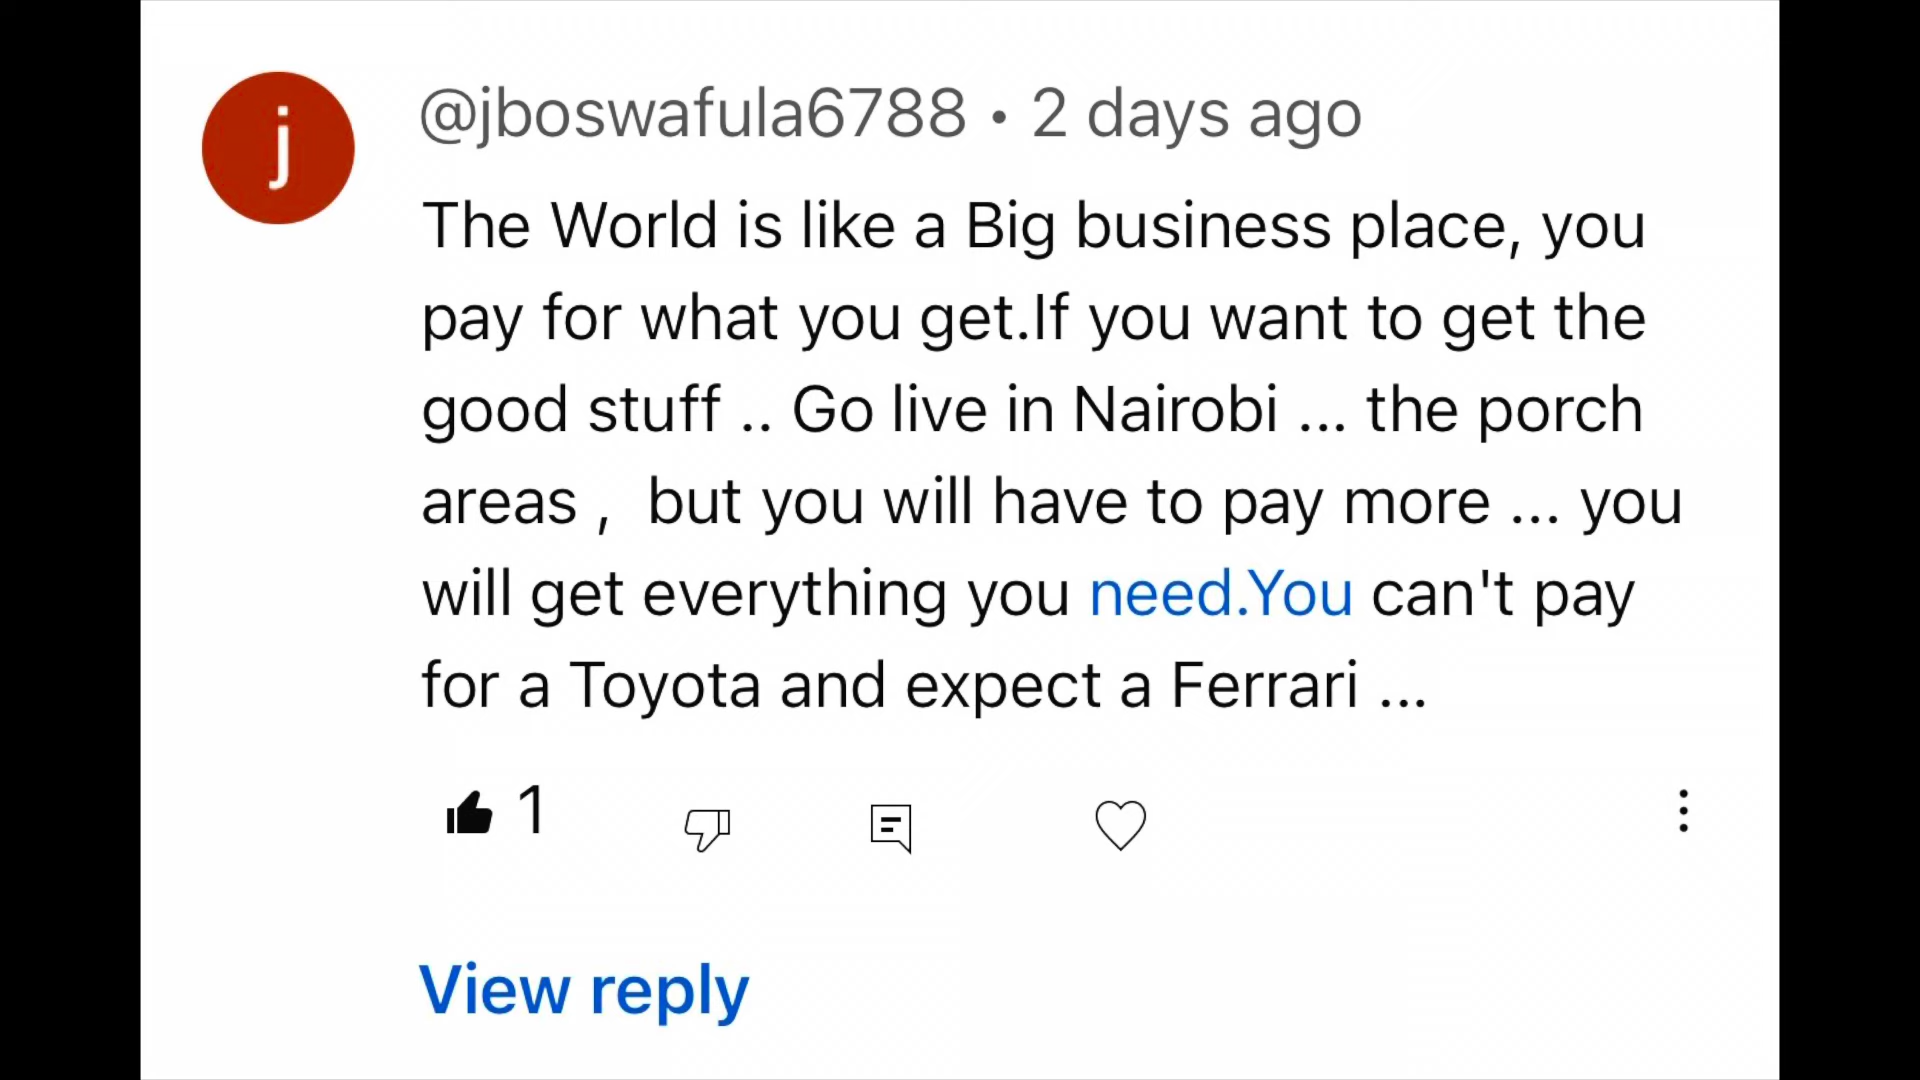 j
@jboswafula6788 • 2 days ago
The World is like a Big business place, you
pay for what you get.If you want to get the
good stuff .. Go live in Nairobi ... the porch
areas ,  but you will have to pay more ... you
will get everything you need.You can't pay
for a Toyota and expect a Ferrari ...
1
View reply